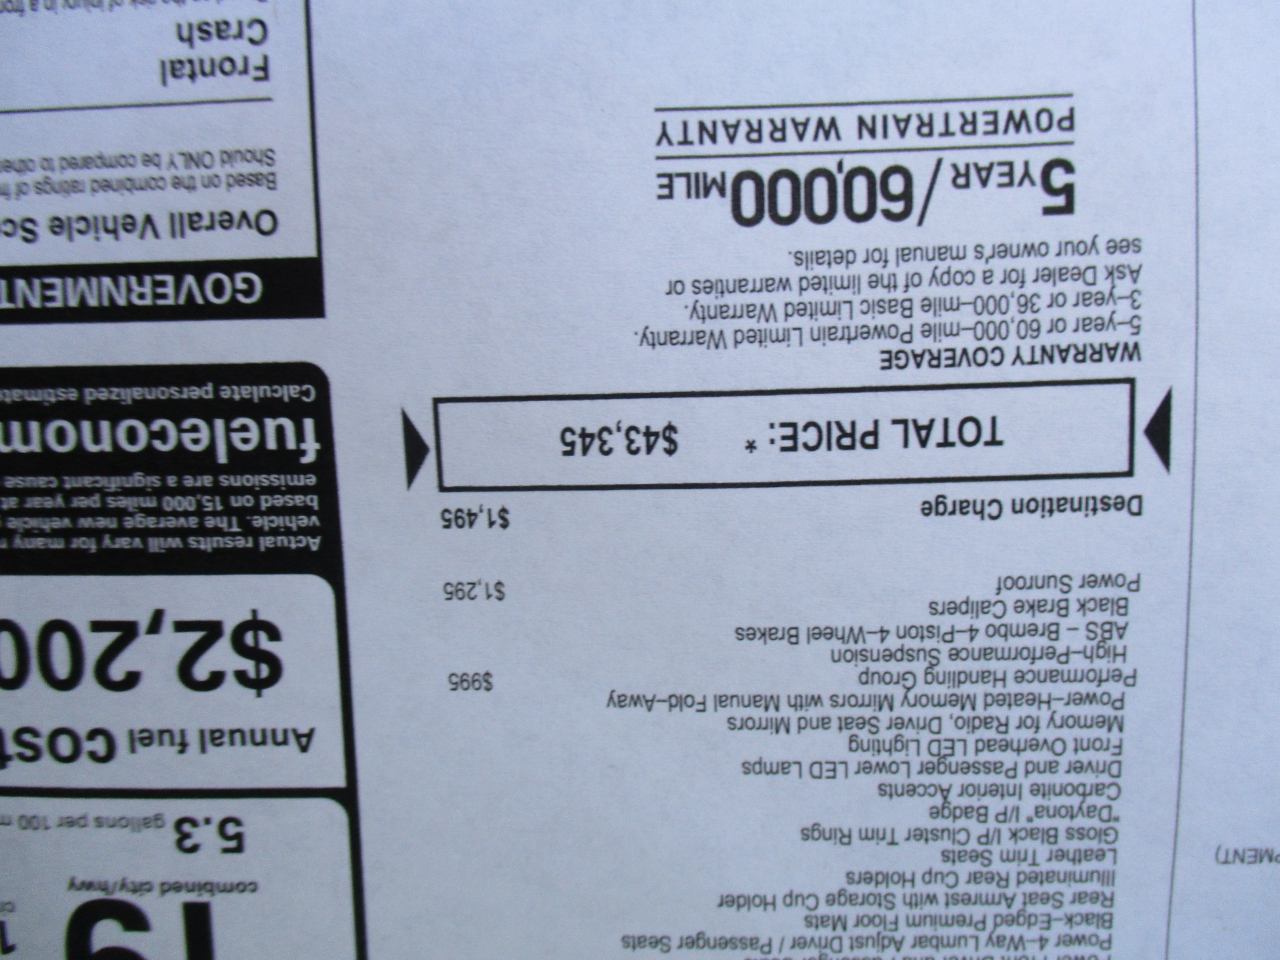 Power 4-Way Lumbar Adjust Driver / Passenger Seats
Black-Edged Premium Floor Mats
Rear Seat Armrest with Storage Cup Holder
Illuminated Rear Cup Holders
Leather Trim Seats
Gloss Black I/P Cluster Trim Rings
"Daytona" I/P Badge
Carbonite Interior Accents
Driver and Passenger Lower LED Lamps
Front Overhead LED Lighting
Memory for Radio, Driver Seat and Mirrors
Power-Heated Memory Mirrors with Manual Fold-Away
Performance Handling Group $995
High-Performance Suspension
ABS - Brembo 4-Piston 4-Wheel Brakes
Black Brake Calipers
Power Sunroof $1,295
Destination Charge $1,495
TOTAL PRICE: * $43,345
WARRANTY COVERAGE
5-year or 60,000-mile Powertrain Limited Warranty.
3-year or 36,000-mile Basic Limited Warranty.
Ask Dealer for a copy of the limited warranties or
see your owner's manual for details.
5 YEAR/60,000 MILE
POWERTRAIN WARRANTY
19
combined city/hwy
5.3 gallons per 100
Annual fuel cost
$2,200
Actual results will vary for many
vehicle. The average new vehicle
based on 15,000 miles per year at
emissions are a significant cause
fueleconom
Calculate personalized estimat
GOVERNMENT
Overall Vehicle Sc
Based on the combined ratings of
Should ONLY be compared to othe
Frontal
Crash
PMENT)